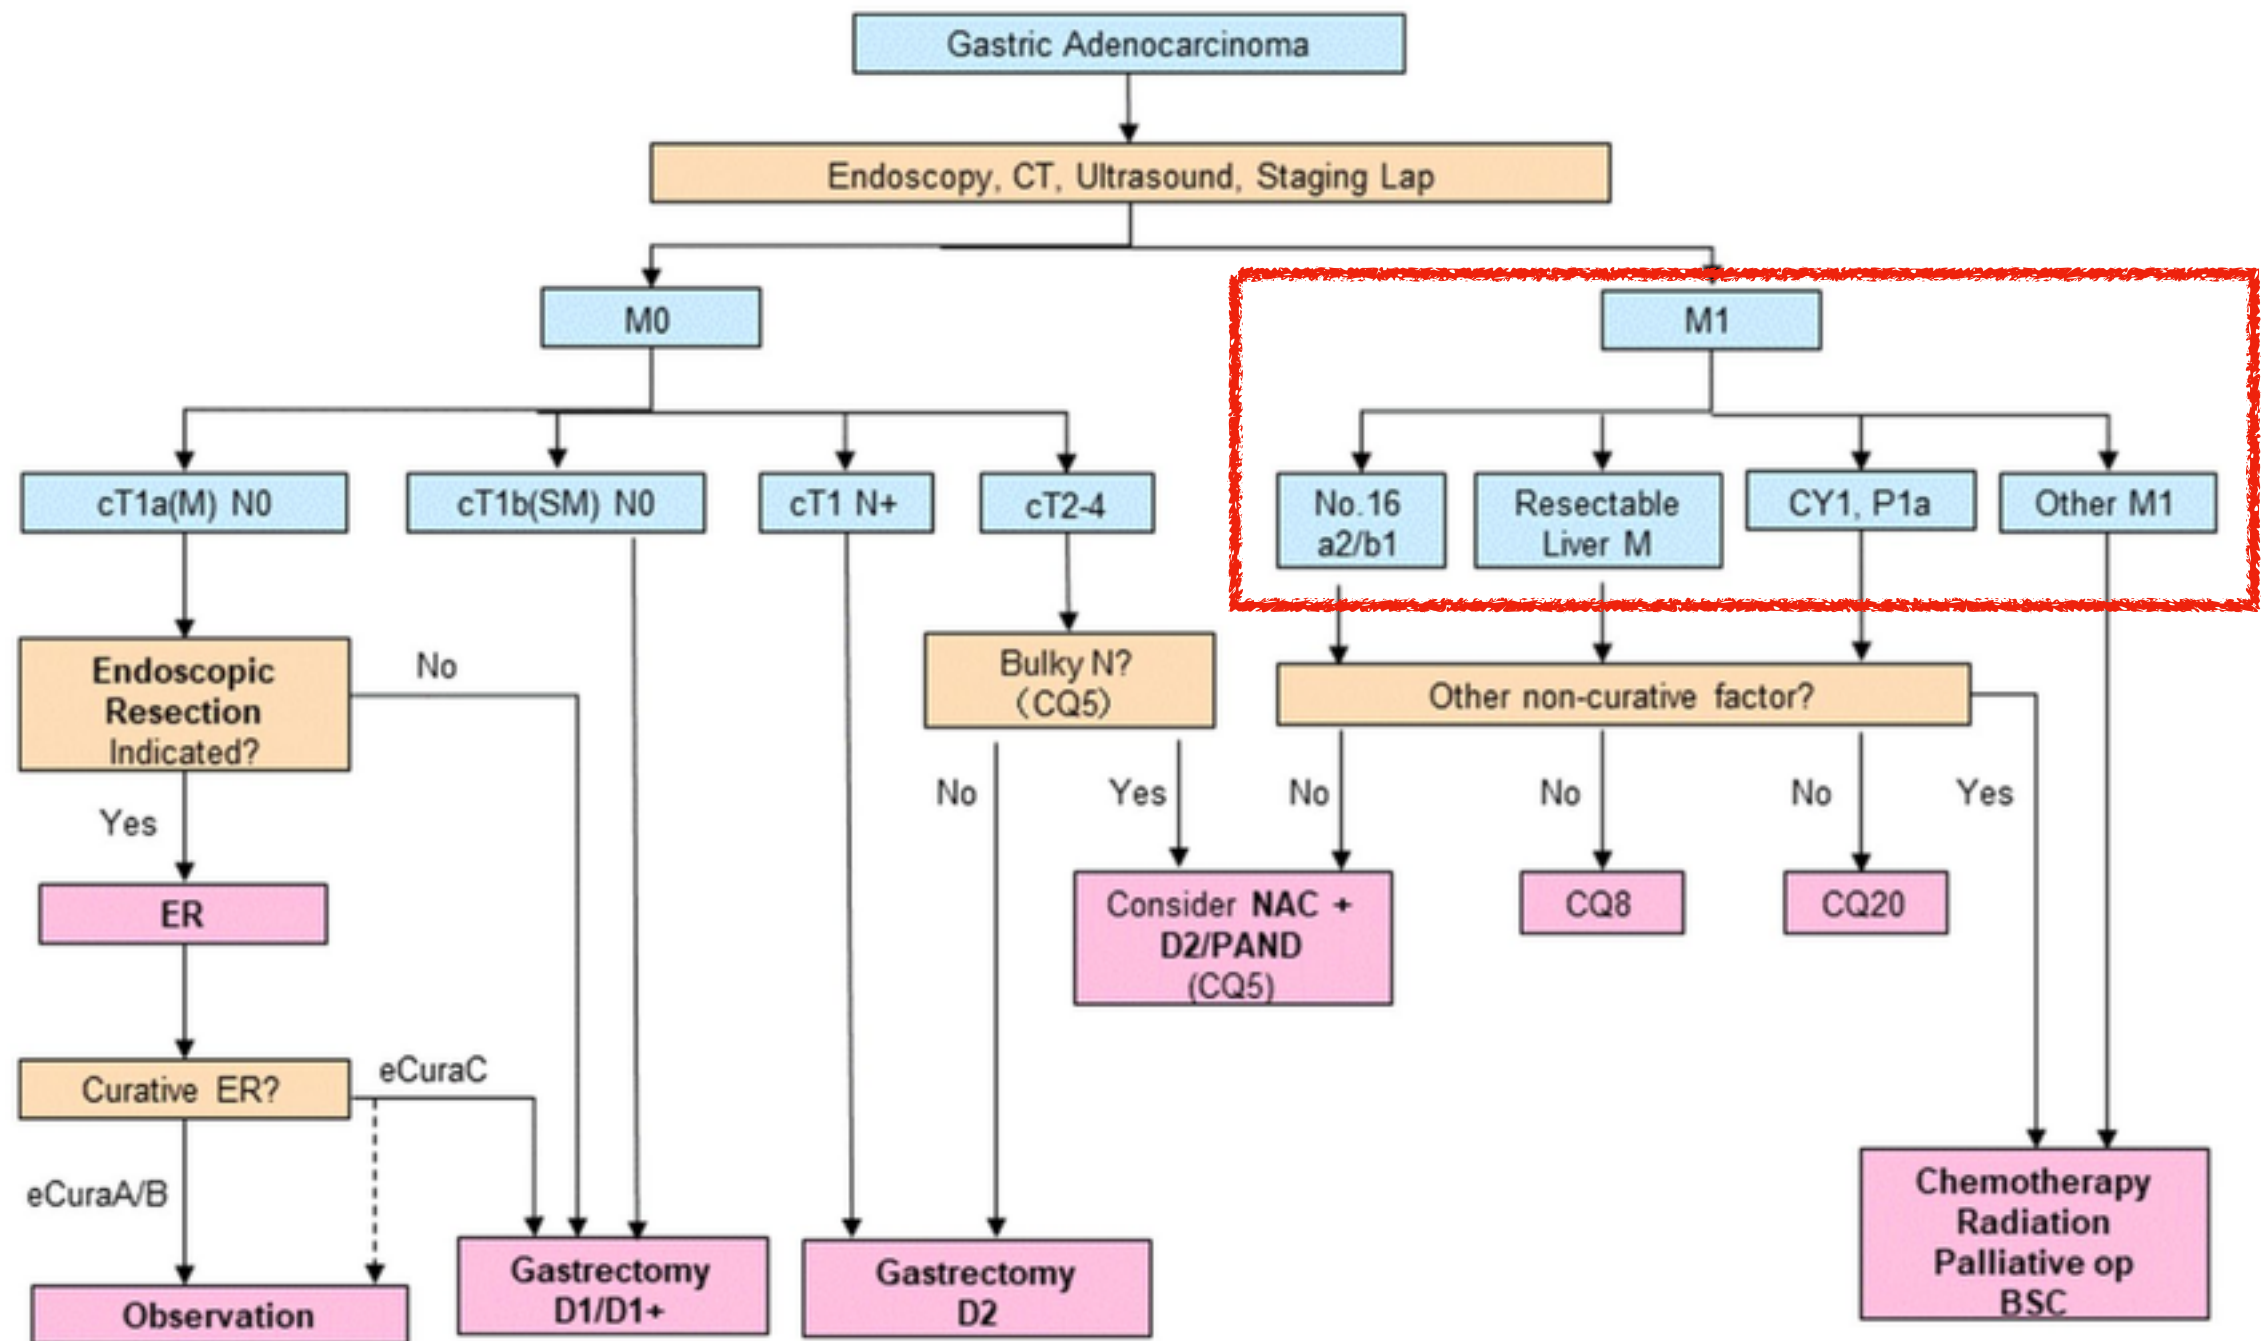 Gastric Adenocarcinoma
Endoscopy, CT, Ultrasound, Staging Lap
M0
M1
cT1a(M) N0
cT1b(SM) N0
cT1 N+
cT2-4
No.16
a2/b1
Resectable
Liver M
CY1, P1a
Other M1
Endoscopic
Resection
Indicated?
No
Bulky N?
(CQ5)
Other non-curative factor?
Yes
No
Yes
No
No
No
Yes
ER
Consider NAC +
D2/PAND
(CQ5)
CQ8
CQ20
Curative ER?
eCuraC
eCuraA/B
Observation
Gastrectomy
D1/D1+
Gastrectomy
D2
Chemotherapy
Radiation
Palliative op
BSC